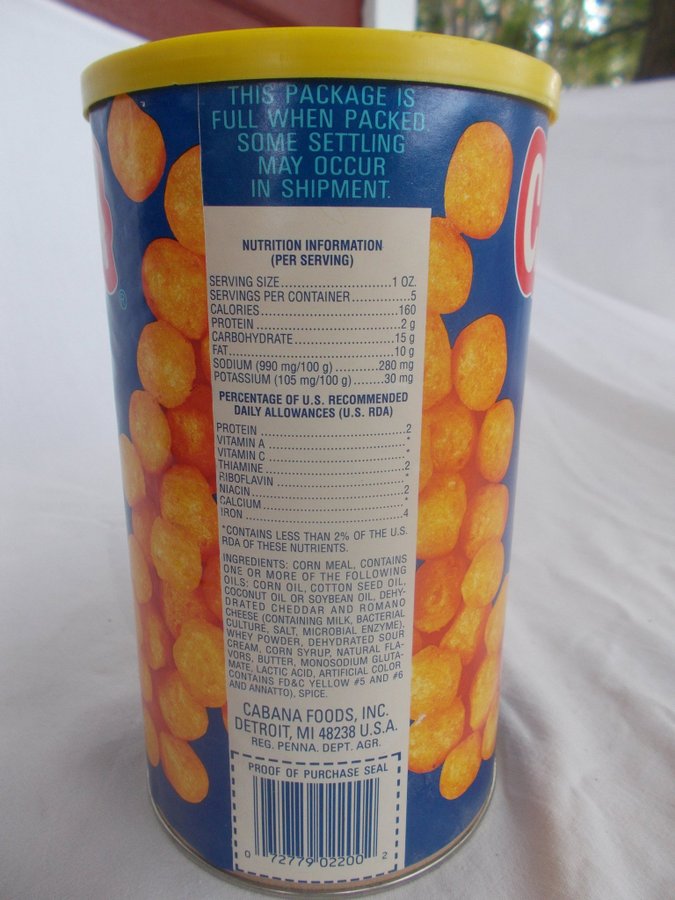 THIS PACKAGE IS
FULL WHEN PACKED.
SOME SETTLING
MAY OCCUR
IN SHIPMENT.
C
®
NUTRITION INFORMATION
(PER SERVING)
SERVING SIZE..............................1 OZ.
SERVINGS PER CONTAINER...............5
CALORIES...................................160
PROTEIN.......................................2 g
CARBOHYDRATE..........................15 g
FAT..............................................10 g
SODIUM (990 mg/100 g)...........280 mg
POTASSIUM (105 mg/100 g)........30 mg
PERCENTAGE OF U.S. RECOMMENDED
DAILY ALLOWANCES (U.S. RDA)
PROTEIN.......................................2
VITAMIN A.....................................*
VITAMIN C.....................................*
THIAMINE.....................................2
RIBOFLAVIN...................................*
NIACIN.........................................2
CALCIUM.......................................*
IRON............................................4
*CONTAINS LESS THAN 2% OF THE U.S.
RDA OF THESE NUTRIENTS.
INGREDIENTS: CORN MEAL, CONTAINS
ONE OR MORE OF THE FOLLOWING
OILS: CORN OIL, COTTON SEED OIL,
COCONUT OIL OR SOYBEAN OIL, DEHY-
DRATED CHEDDAR AND ROMANO
CHEESE (CONTAINING MILK, BACTERIAL
CULTURE, SALT, MICROBIAL ENZYME),
WHEY POWDER, DEHYDRATED SOUR
CREAM, CORN SYRUP, NATURAL FLA-
VORS, BUTTER, MONOSODIUM GLUTA-
MATE, LACTIC ACID, ARTIFICIAL COLOR
CONTAINS FD&C YELLOW #5 AND #6
AND ANNATTO), SPICE.
CABANA FOODS, INC.
DETROIT, MI 48238 U.S.A.
REG. PENNA. DEPT. AGR.
PROOF OF PURCHASE SEAL
0 72779 02200 2